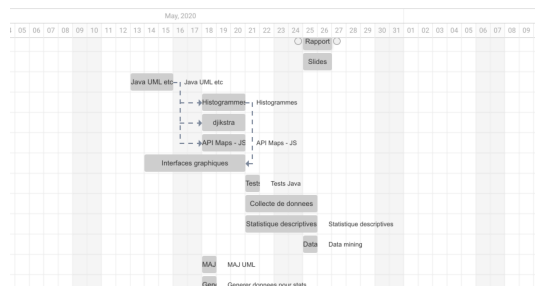 May, 2020
05 06 07 08 09 10 11 12 13 14 15 16 17 18 19 20 21 22 23 24 25 26 27 28 29 30 31 01 02 03 04 05 06 07 08 09
Rapport
Slides
Java UML etc Java UML etc
Histogrammes Histogrammes
djikstra
API Maps - JS API Maps - JS
Interfaces graphiques
Tests Tests Java
Collecte de donnees
Statistique descriptives Statistique descriptives
Data Data mining
MAJ MAJ UML
Gene Generer donnees pour stats